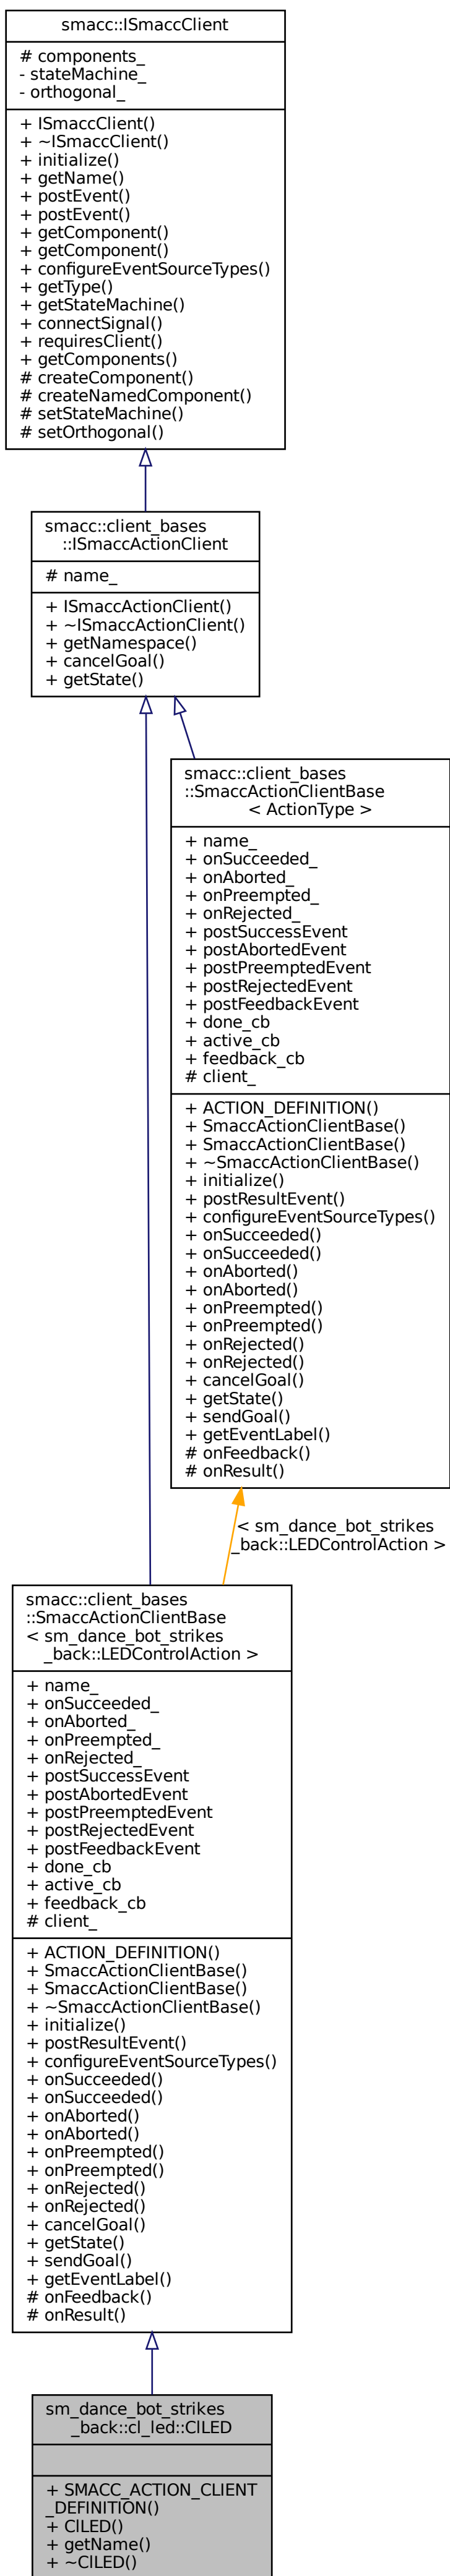 smacc::ISmaccClient
# components_
- stateMachine_
- orthogonal_
+ ISmaccClient()
+ ~ISmaccClient()
+ initialize()
+ getName()
+ postEvent()
+ postEvent()
+ getComponent()
+ getComponent()
+ configureEventSourceTypes()
+ getType()
+ getStateMachine()
+ connectSignal()
+ requiresClient()
+ getComponents()
# createComponent()
# createNamedComponent()
# setStateMachine()
# setOrthogonal()
smacc::client_bases
::ISmaccActionClient
# name_
+ ISmaccActionClient()
+ ~ISmaccActionClient()
+ getNamespace()
+ cancelGoal()
+ getState()
smacc::client_bases
::SmaccActionClientBase
< ActionType >
+ name_
+ onSucceeded_
+ onAborted_
+ onPreempted_
+ onRejected_
+ postSuccessEvent
+ postAbortedEvent
+ postPreemptedEvent
+ postRejectedEvent
+ postFeedbackEvent
+ done_cb
+ active_cb
+ feedback_cb
# client_
+ ACTION_DEFINITION()
+ SmaccActionClientBase()
+ SmaccActionClientBase()
+ ~SmaccActionClientBase()
+ initialize()
+ postResultEvent()
+ configureEventSourceTypes()
+ onSucceeded()
+ onSucceeded()
+ onAborted()
+ onAborted()
+ onPreempted()
+ onPreempted()
+ onRejected()
+ onRejected()
+ cancelGoal()
+ getState()
+ sendGoal()
+ getEventLabel()
# onFeedback()
# onResult()
< sm_dance_bot_strikes
_back::LEDControlAction >
smacc::client_bases
::SmaccActionClientBase
< sm_dance_bot_strikes
_back::LEDControlAction >
+ name_
+ onSucceeded_
+ onAborted_
+ onPreempted_
+ onRejected_
+ postSuccessEvent
+ postAbortedEvent
+ postPreemptedEvent
+ postRejectedEvent
+ postFeedbackEvent
+ done_cb
+ active_cb
+ feedback_cb
# client_
+ ACTION_DEFINITION()
+ SmaccActionClientBase()
+ SmaccActionClientBase()
+ ~SmaccActionClientBase()
+ initialize()
+ postResultEvent()
+ configureEventSourceTypes()
+ onSucceeded()
+ onSucceeded()
+ onAborted()
+ onAborted()
+ onPreempted()
+ onPreempted()
+ onRejected()
+ onRejected()
+ cancelGoal()
+ getState()
+ sendGoal()
+ getEventLabel()
# onFeedback()
# onResult()
sm_dance_bot_strikes
_back::cl_led::ClLED
+ SMACC_ACTION_CLIENT
_DEFINITION()
+ ClLED()
+ getName()
+ ~ClLED()